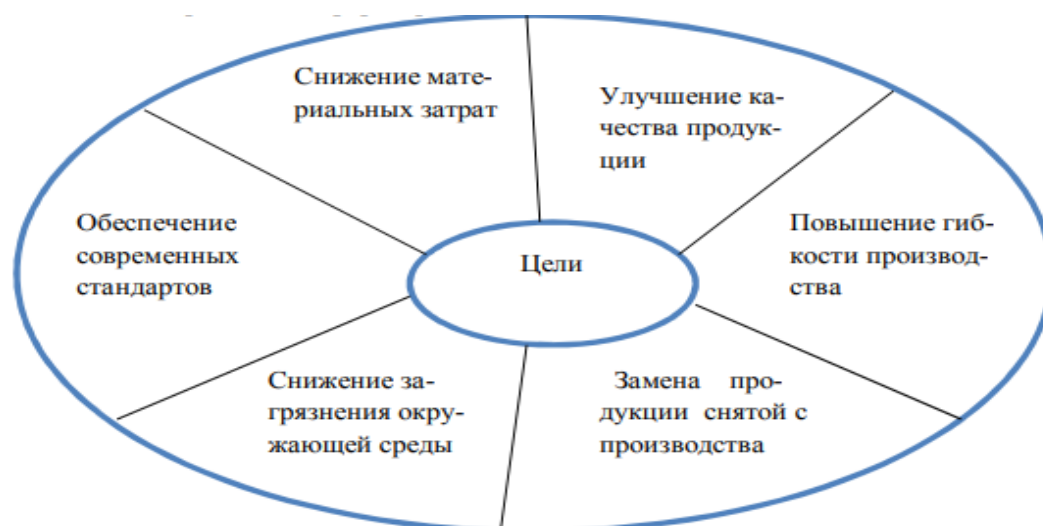 Снижение мате-
риальных затрат
Улучшение ка-
чества продук-
ции
Обеспечение
современных
стандартов
Цели
Повышение гиб-
кости производ-
ства
Снижение за-
грязнения окру-
жающей среды
Замена про-
дукции снятой с
производства